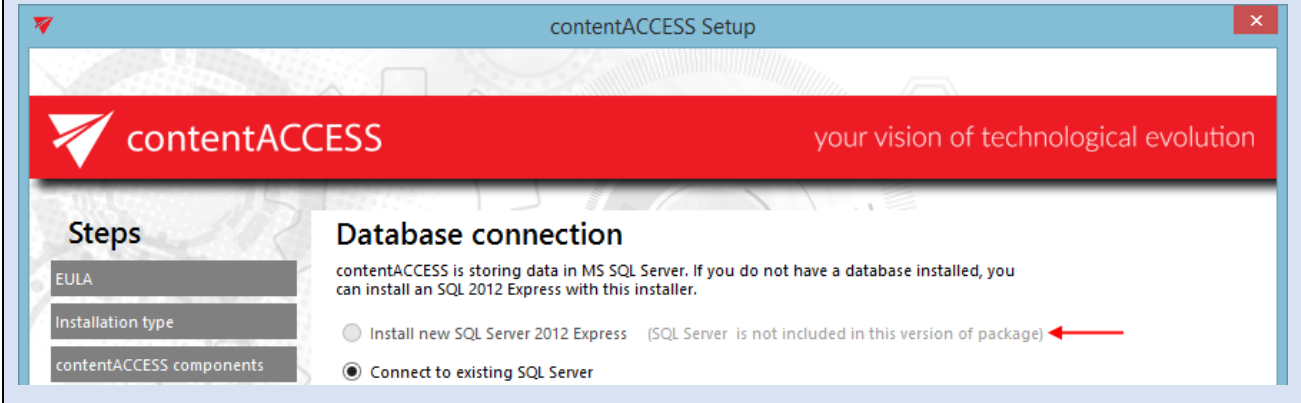 contentACCESS Setup
contentACCESS
your vision of technological evolution
Steps
EULA
Installation type
contentACCESS components
Database connection
contentACCESS is storing data in MS SQL Server. If you do not have a database installed, you
can install an SQL 2012 Express with this installer.
Install new SQL Server 2012 Express (SQL Server is not included in this version of package)
Connect to existing SQL Server